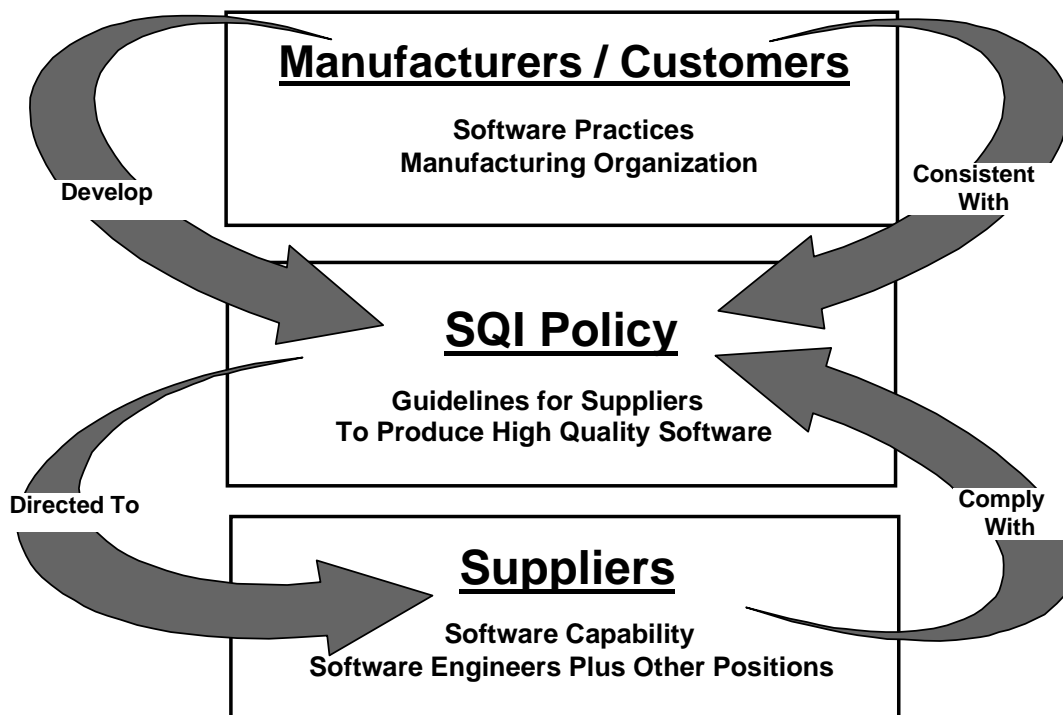 Manufacturers / Customers
Software Practices
Manufacturing Organization
Develop
Consistent
With
SQI Policy
Guidelines for Suppliers
To Produce High Quality Software
Directed To
Comply
With
Suppliers
Software Capability
Software Engineers Plus Other Positions